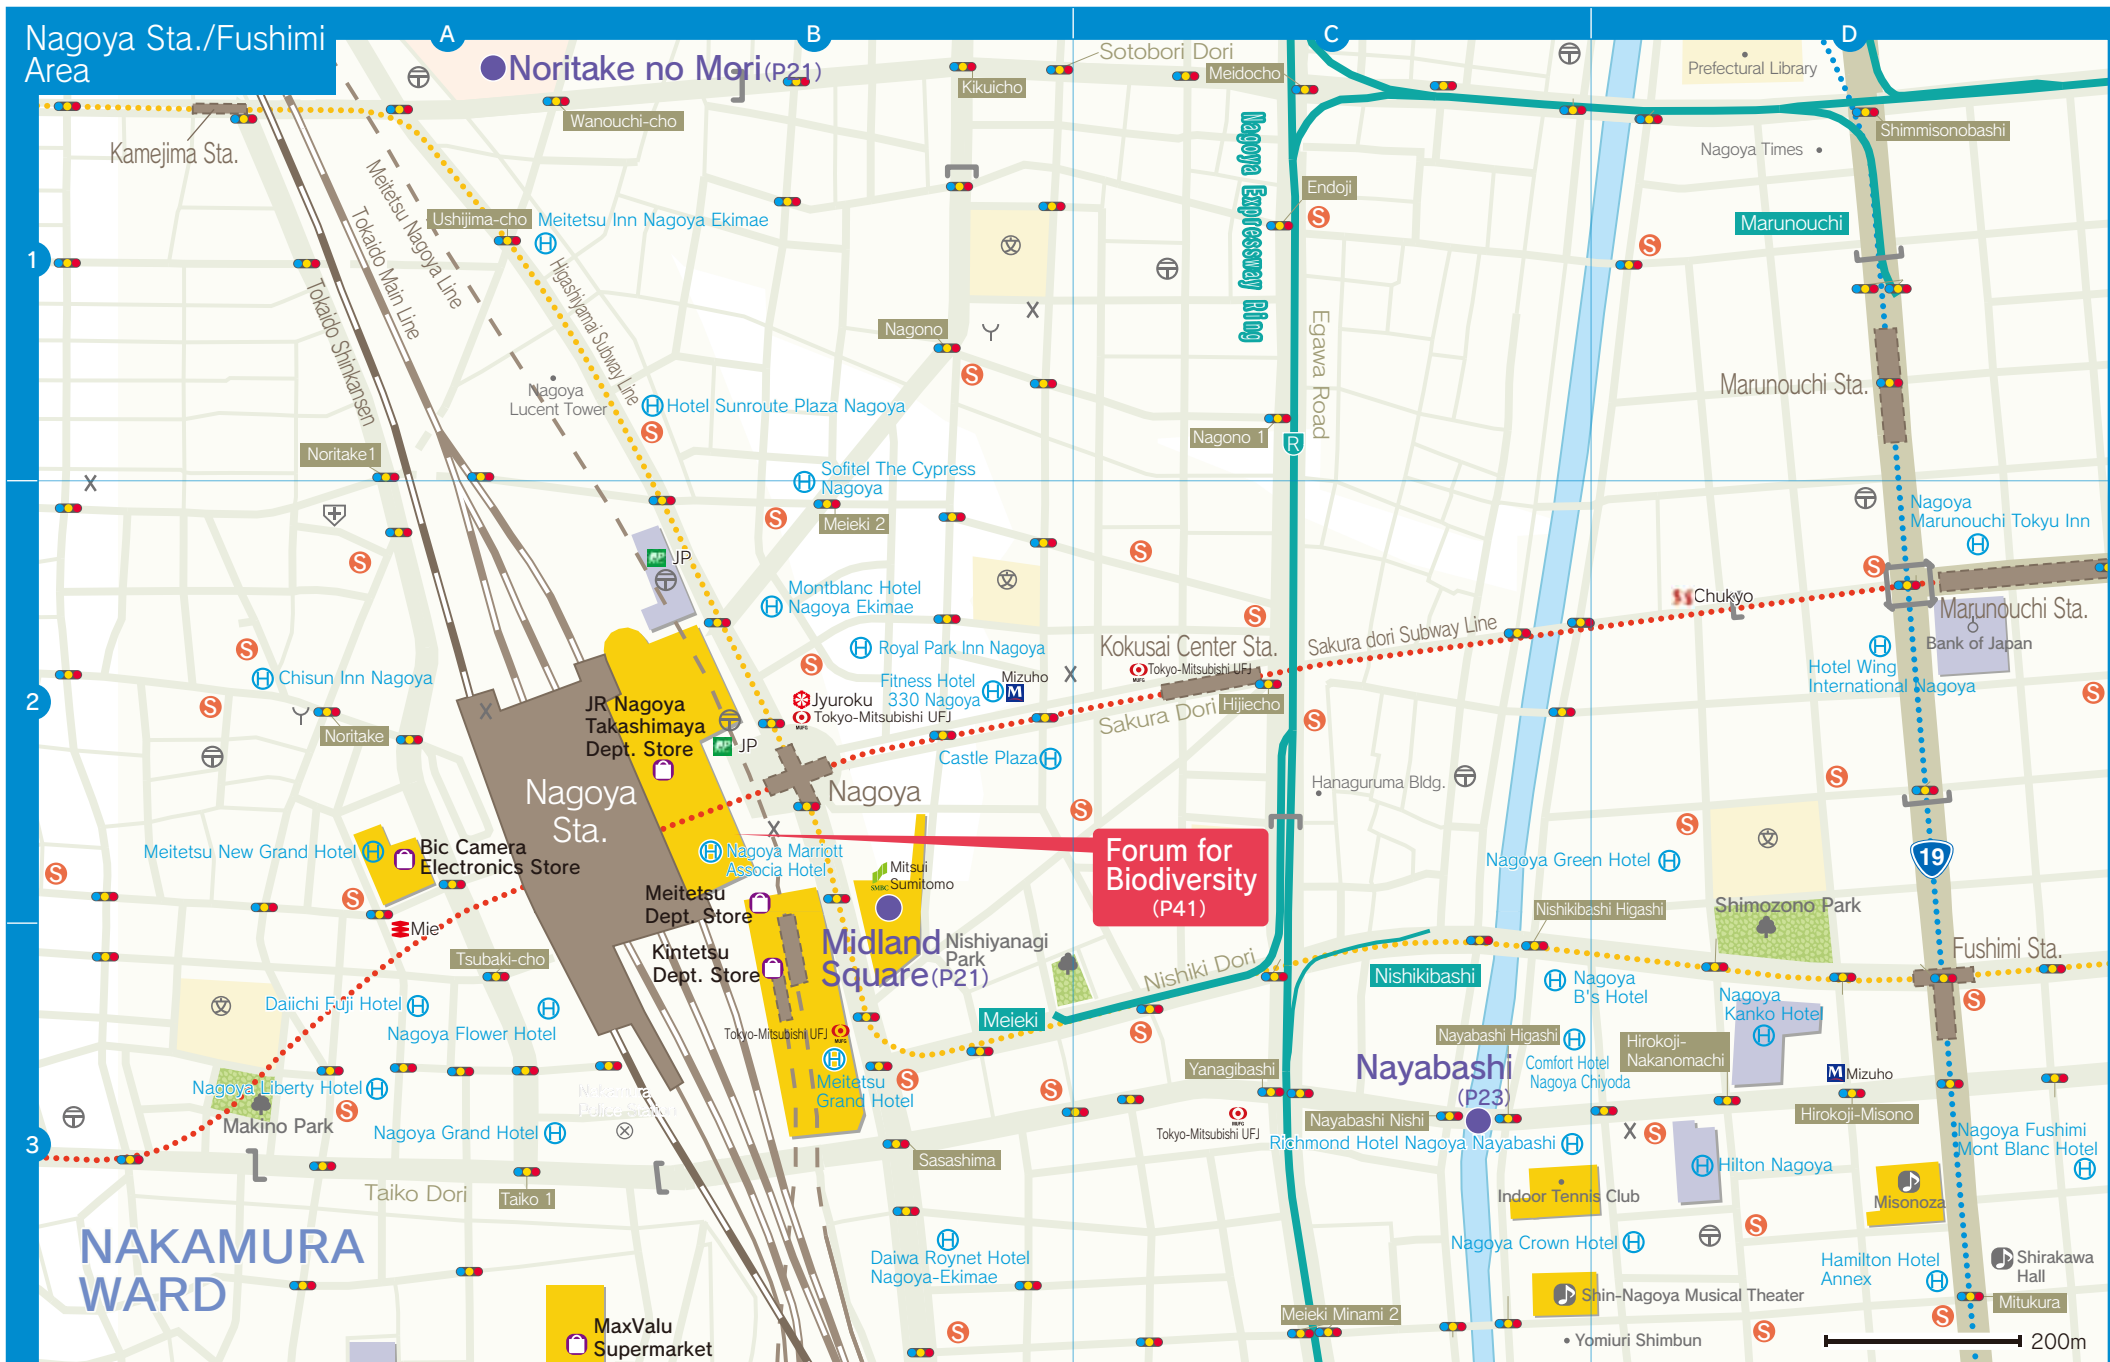 Nagoya Sta./Fushimi
Area
A
B
C
D
1
2
3
Noritake no Mori(P21)
Sotobori Dori
Kikuicho
Meidocho
Prefectural Library
Wanouchi-cho
Shimmisonobashi
Kamejima Sta.
Nagoya Times
Meitetsu Nagoya Line
Tokaido Main Line
Tokaido Shinkansen
Higashiyamai Subway Line
Nagoya Expressway RIing
Egawa Road
Endoji
Ushijima-cho
Meitetsu Inn Nagoya Ekimae
Marunouchi
Nagono
Marunouchi Sta.
Nagoya
Lucent Tower
Hotel Sunroute Plaza Nagoya
Nagono 1
R
Noritake1
Sofitel The Cypress
Nagoya
Meieki 2
Nagoya
Marunouchi Tokyu Inn
JP
Montblanc Hotel
Nagoya Ekimae
Chukyo
Marunouchi Sta.
Bank of Japan
Royal Park Inn Nagoya
Kokusai Center Sta.
Sakura dori Subway Line
Tokyo-Mitsubishi UFJ
Hotel Wing
International Nagoya
Chisun Inn Nagoya
Fitness Hotel
330 Nagoya
Mizuho
Jyuroku
Tokyo-Mitsubishi UFJ
Sakura Dori
Hijiecho
JR Nagoya
Takashimaya
Dept. Store
JP
Noritake
Castle Plaza
Hanaguruma Bldg.
Nagoya
Sta.
Nagoya
Forum for
Biodiversity
(P41)
Meitetsu New Grand Hotel
Bic Camera
Electronics Store
Nagoya Marriott
Associa Hotel
Mitsui
Sumitomo
SMBC
Nagoya Green Hotel
19
Meitetsu
Dept. Store
Shimozono Park
Nishikibashi Higashi
Mie
Midland
Square(P21)
Nishiyanagi
Park
Kintetsu
Dept. Store
Tsubaki-cho
Fushimi Sta.
Nishiki Dori
Nishikibashi
Nagoya
B's Hotel
Nagoya
Kanko Hotel
Daiichi Fuji Hotel
Nagoya Flower Hotel
Meieki
Tokyo-Mitsubishi UFJ
Nayabashi Higashi
Hirokoji-
Nakanomachi
Comfort Hotel
Nagoya Chiyoda
Nayabashi
(P23)
Yanagibashi
Mizuho
Nagoya Liberty Hotel
Meitetsu
Grand Hotel
Makino Park
Nagoya Grand Hotel
Nayabashi Nishi
Hirokoji-Misono
Tokyo-Mitsubishi UFJ
Richmond Hotel Nagoya Nayabashi
Nagoya Fushimi
Mont Blanc Hotel
Sasashima
Hilton Nagoya
Taiko Dori
Taiko 1
Indoor Tennis Club
Misonoza
NAKAMURA
WARD
Nagoya Crown Hotel
Daiwa Roynet Hotel
Nagoya-Ekimae
Hamilton Hotel
Annex
Shirakawa
Hall
Shin-Nagoya Musical Theater
Mitukura
Meieki Minami 2
MaxValu
Supermarket
Yomiuri Shimbun
200m